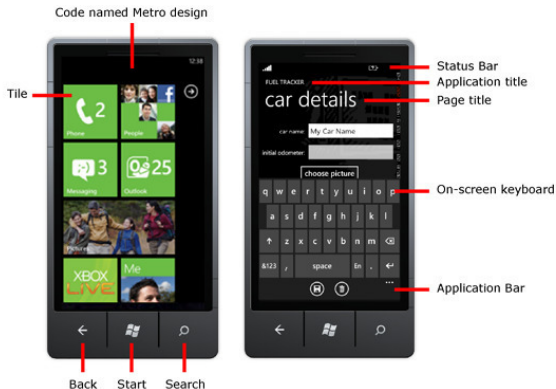 Code named Metro design
Tile
12:38
2
Phone
People
3
Messaging
25
Outlook
Pictures
XBOX
LIVE
Me
Back
Start
Search
Status Bar
Application title
Page title
On-screen keyboard
Application Bar
FUEL TRACKER
car details
car name:
My Car Name
initial odometer:
choose picture
q w e r t y u i o p
a s d f g h j k l
z x c v b n m
&123 , space En .